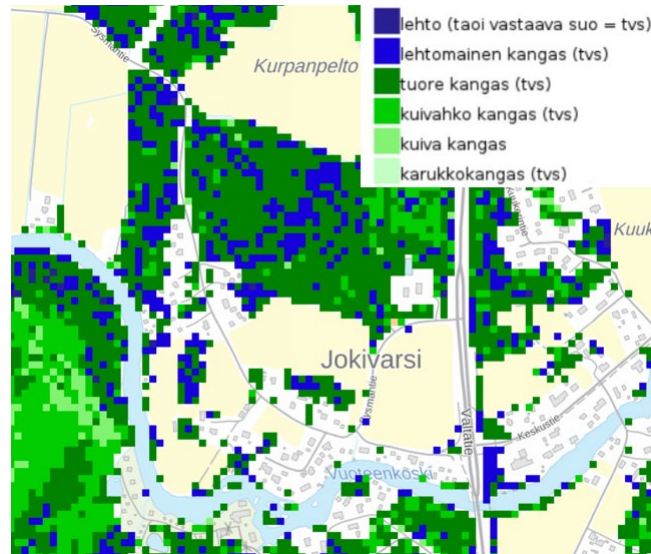 lehto (taoi vastaava suo = tvs)
lehtomainen kangas (tvs)
tuore kangas (tvs)
kuivahko kangas (tvs)
kuiva kangas
karukkokangas (tvs)
Sysmäntie
Kurpanpelto
Kuukorintie
Kuuk
Jokivarsi
Sysmäntie
Valtatie
Keskustie
Vuoteenkoski